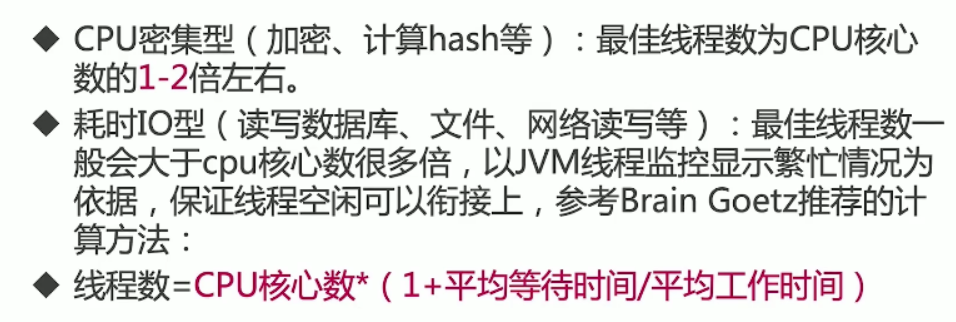 ◆ CPU密集型（加密、计算hash等）：最佳线程数为CPU核心
数的1-2倍左右。
◆ 耗时IO型（读写数据库、文件、网络读写等）：最佳线程数一
般会大于cpu核心数很多倍，以JVM线程监控显示繁忙情况为
依据，保证线程空闲可以衔接上，参考Brain Goetz推荐的计
算方法：
◆ 线程数=CPU核心数*（1+平均等待时间/平均工作时间）